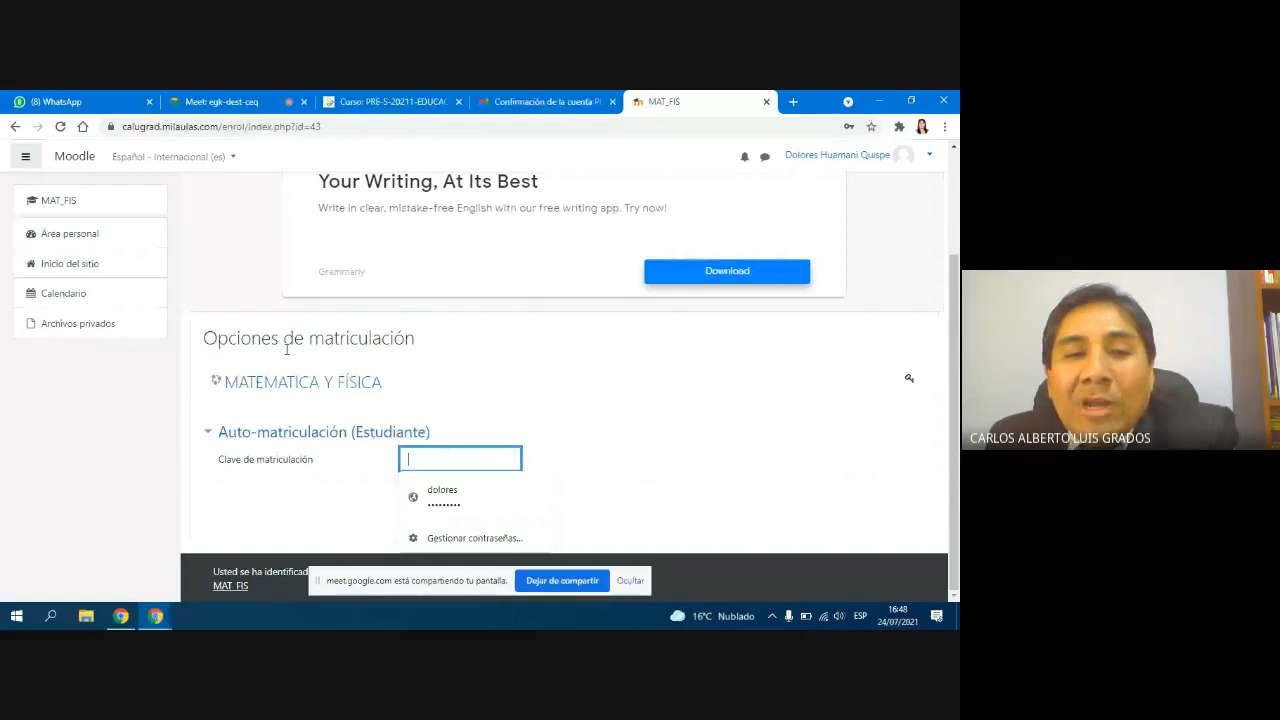 (8) WhatsApp
Meet: egk-dest-ceq
Curso: PRE-S-20211-EDUCAC
Confirmación de la cuenta
MAT_FIS
calugrad.milaulas.com/enrol/index.php?id=43
Moodle
Español - Internacional (es)
Dolores Huamani Quispe
MAT_FIS
Área personal
Inicio del sitio
Calendario
Archivos privados
Your Writing, At Its Best
Write in clear, mistake-free English with our free writing app. Try now!
Grammarly
Download
Opciones de matriculación
MATEMATICA Y FÍSICA
Auto-matriculación (Estudiante)
Clave de matriculación
dolores
Gestionar contraseñas...
Usted se ha identificad
MAT_FIS
meet.google.com está compartiendo tu pantalla.
Dejar de compartir
Ocultar
16°C Nublado
ESP
16:48
24/07/2021
CARLOS ALBERTO LUIS GRADOS